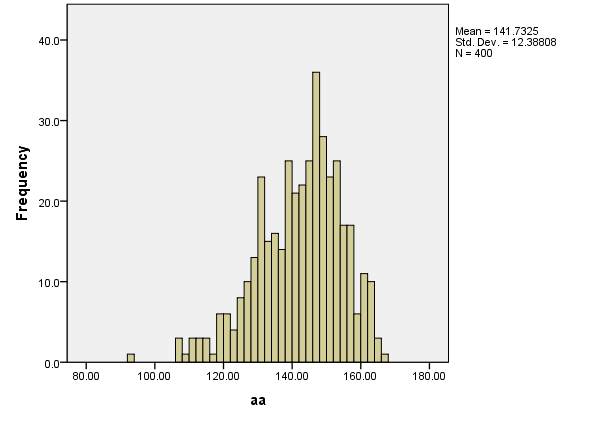 Mean = 141.7325
Std. Dev. = 12.38808
N = 400
40.0
30.0
20.0
10.0
0.0
Frequency
80.00 100.00 120.00 140.00 160.00 180.00
aa